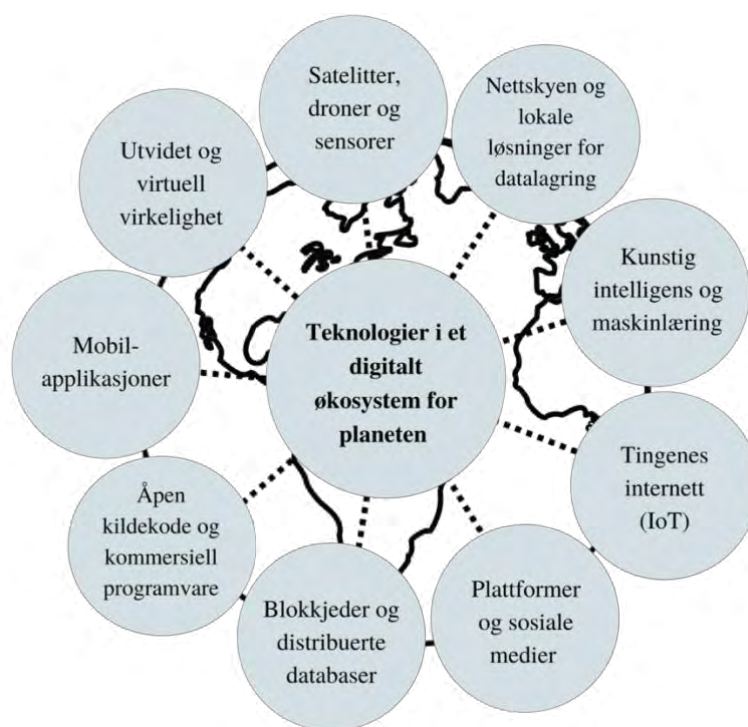 Satelitter,
droner og
sensorer
Nettskyen og
lokale
løsninger for
datalagring
Utvidet og
virtuell
virkelighet
Kunstig
intelligens og
maskinlæring
Teknologier i et
digitalt
økosystem for
planeten
Mobil-
applikasjoner
Tingenes
internett
(IoT)
Åpen
kildekode og
kommersiell
programvare
Plattformer
og sosiale
medier
Blokkjeder og
distribuerte
databaser